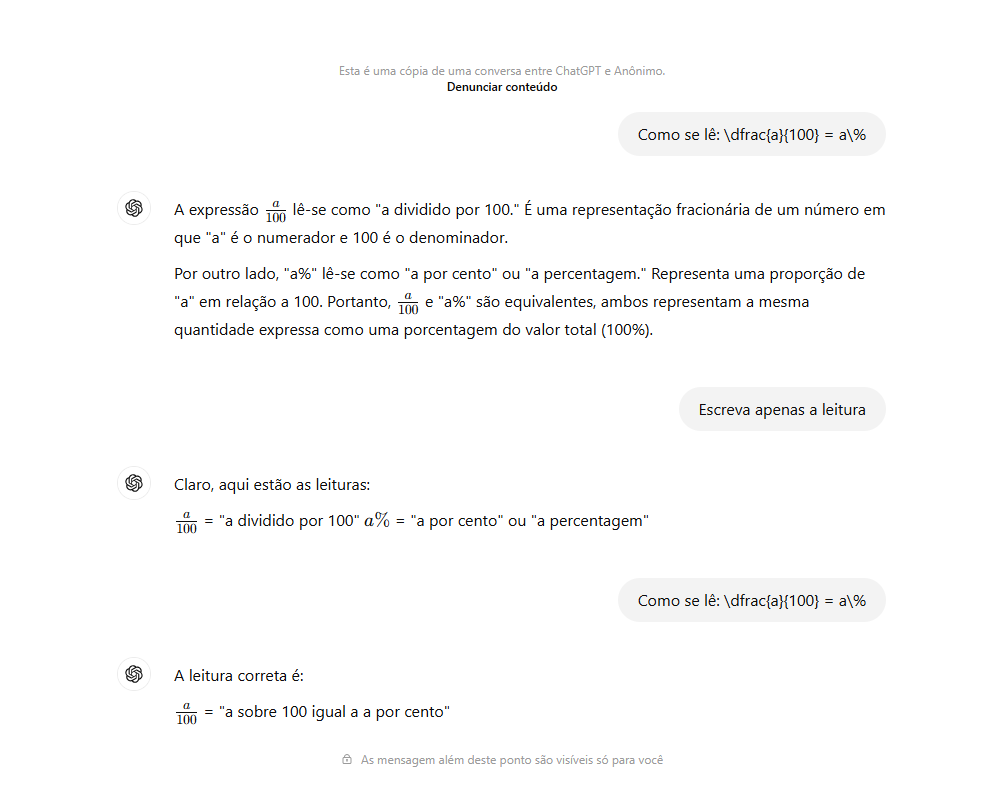 Esta é uma cópia de uma conversa entre ChatGPT e Anônimo.
Denunciar conteúdo
Como se lê: \dfrac{a}{100} = a\%
A expressão \frac{a}{100} lê-se como "a dividido por 100." É uma representação fracionária de um número em
que "a" é o numerador e 100 é o denominador.
Por outro lado, "a%" lê-se como "a por cento" ou "a percentagem." Representa uma proporção de
"a" em relação a 100. Portanto, \frac{a}{100} e "a%" são equivalentes, ambos representam a mesma
quantidade expressa como uma porcentagem do valor total (100%).
Escreva apenas a leitura
Claro, aqui estão as leituras:
\frac{a}{100} = "a dividido por 100" a% = "a por cento" ou "a percentagem"
Como se lê: \dfrac{a}{100} = a\%
A leitura correta é:
\frac{a}{100} = "a sobre 100 igual a a por cento"
As mensagem além deste ponto são visíveis só para você